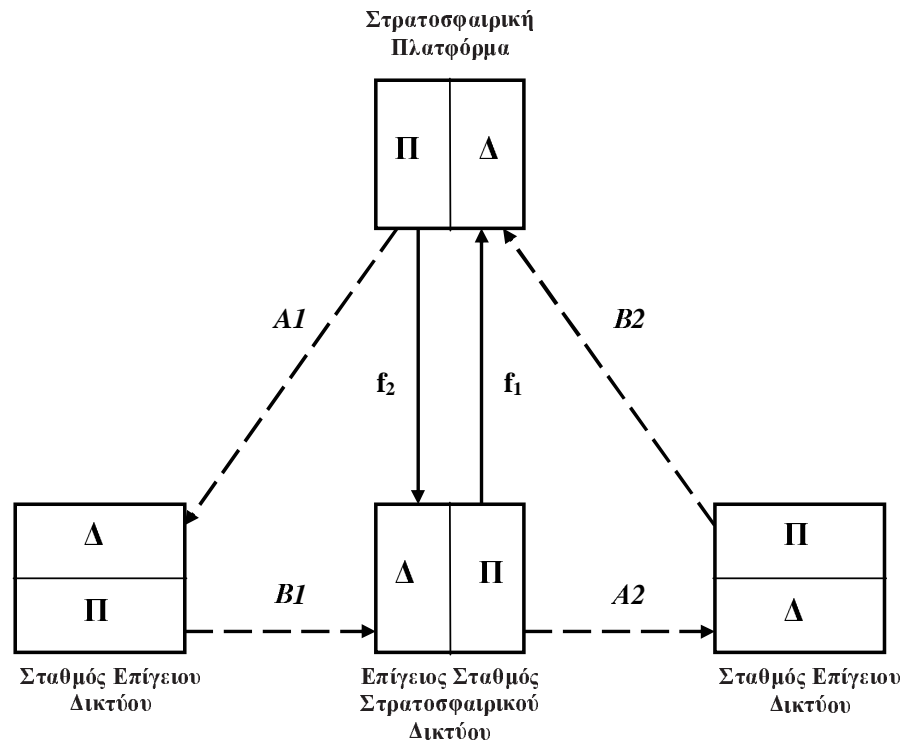 Στρατοσφαιρική
Πλατφόρμα
Π Δ
A1 B2
f2 f1
Δ Δ Π Π
Π B1 A2 Δ
Σταθμός Επίγειου
Δικτύου
Επίγειος Σταθμός
Στρατοσφαιρικού
Δικτύου
Σταθμός Επίγειου
Δικτύου